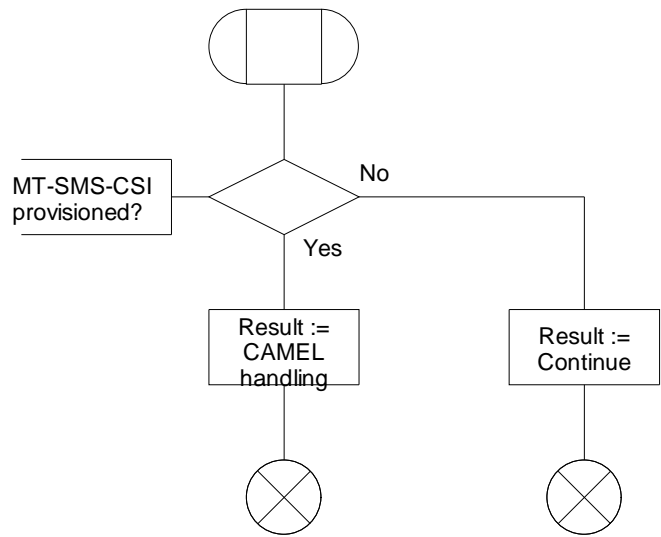 MT-SMS-CSI
provisioned?
No
Yes
Result :=
CAMEL
handling
Result :=
Continue